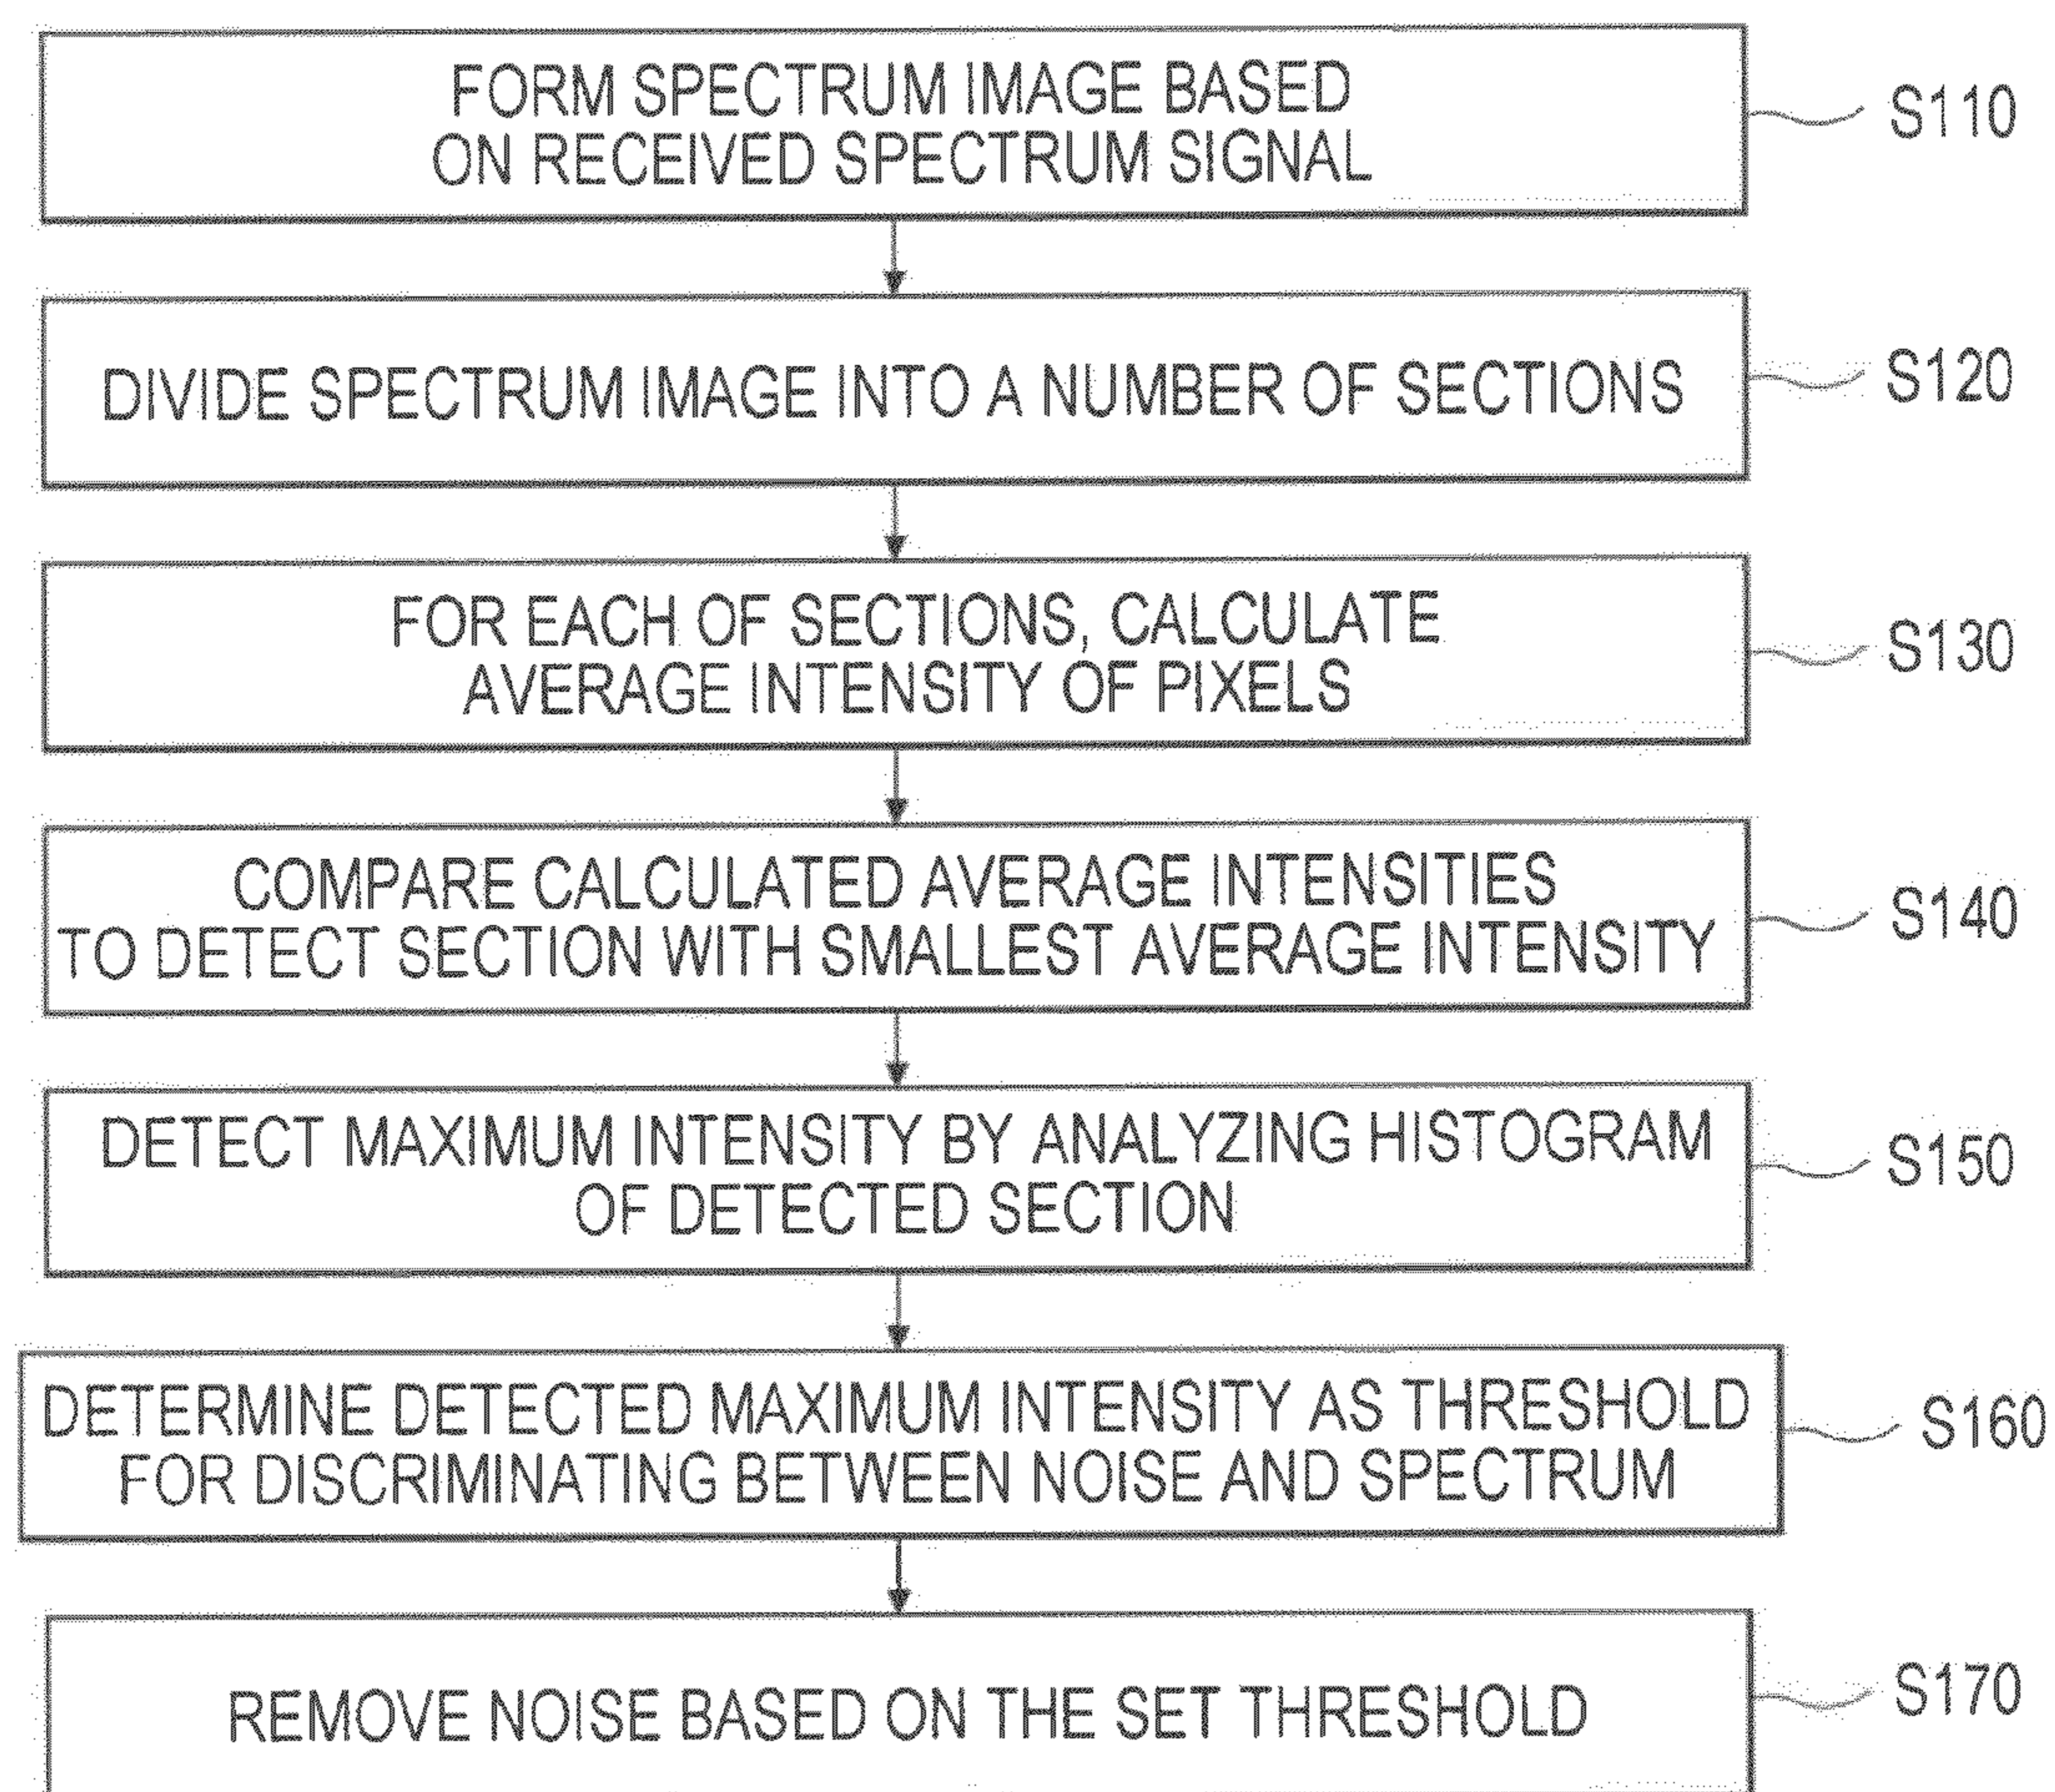 FORM SPECTRUM IMAGE BASED
ON RECEIVED SPECTRUM SIGNAL
S110
DIVIDE SPECTRUM IMAGE INTO A NUMBER OF SECTIONS
S120
FOR EACH OF SECTIONS, CALCULATE
AVERAGE INTENSITY OF PIXELS
S130
COMPARE CALCULATED AVERAGE INTENSITIES
TO DETECT SECTION WITH SMALLEST AVERAGE INTENSITY
S140
DETECT MAXIMUM INTENSITY BY ANALYZING HISTOGRAM
OF DETECTED SECTION
S150
DETERMINE DETECTED MAXIMUM INTENSITY AS THRESHOLD
FOR DISCRIMINATING BETWEEN NOISE AND SPECTRUM
S160
REMOVE NOISE BASED ON THE SET THRESHOLD
S170